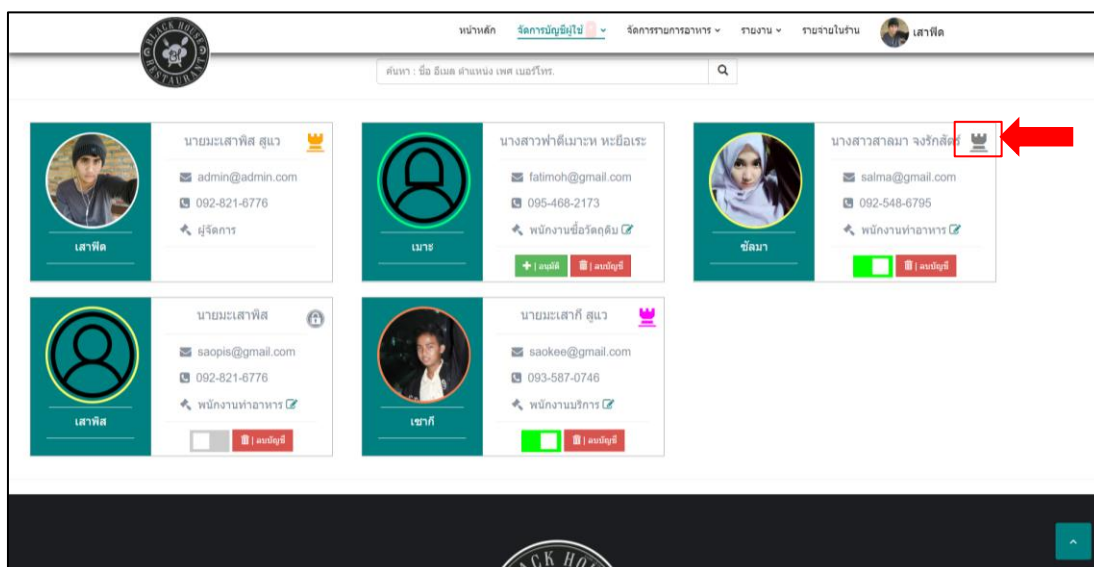 BLACK HOUSE
RESTAURANT
หน้าหลัก จัดการบัญชีผู้ใช้ จัดการรายการอาหาร รายงาน รายจ่ายในร้าน เสาฟีต
ค้นหา : ชื่อ อีเมล ตำแหน่ง เพศ เบอร์โทร.
นายมะเสาพิส สูแว
admin@admin.com
092-821-6776
ผู้จัดการ
เสาฟีต
นางสาวฟาตีเมาะห หะยีอเระ
fatimoh@gmail.com
095-468-2173
พนักงานซื้อวัตถุดิบ
เมาะ
+ | อนุมัติ | ลบบัญชี
นางสาวสาลมา จงรักสัตร์
salma@gmail.com
092-548-6795
พนักงานทำอาหาร
ซัลมา
| ลบบัญชี
นายมะเสาพิส
saopis@gmail.com
092-821-6776
พนักงานทำอาหาร
เสาพิส
| ลบบัญชี
นายมะเสากี สูแว
saokee@gmail.com
093-587-0746
พนักงานบริการ
เซากี
| ลบบัญชี
BLACK HOUSE